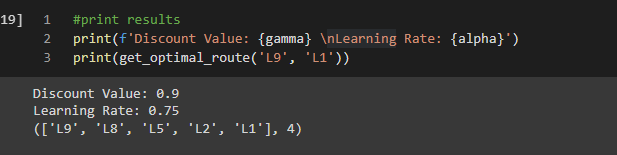 19] 1 #print results
2 print(f'Discount Value: {gamma} \nLearning Rate: {alpha}')
3 print(get_optimal_route('L9', 'L1'))
Discount Value: 0.9
Learning Rate: 0.75
(['L9', 'L8', 'L5', 'L2', 'L1'], 4)